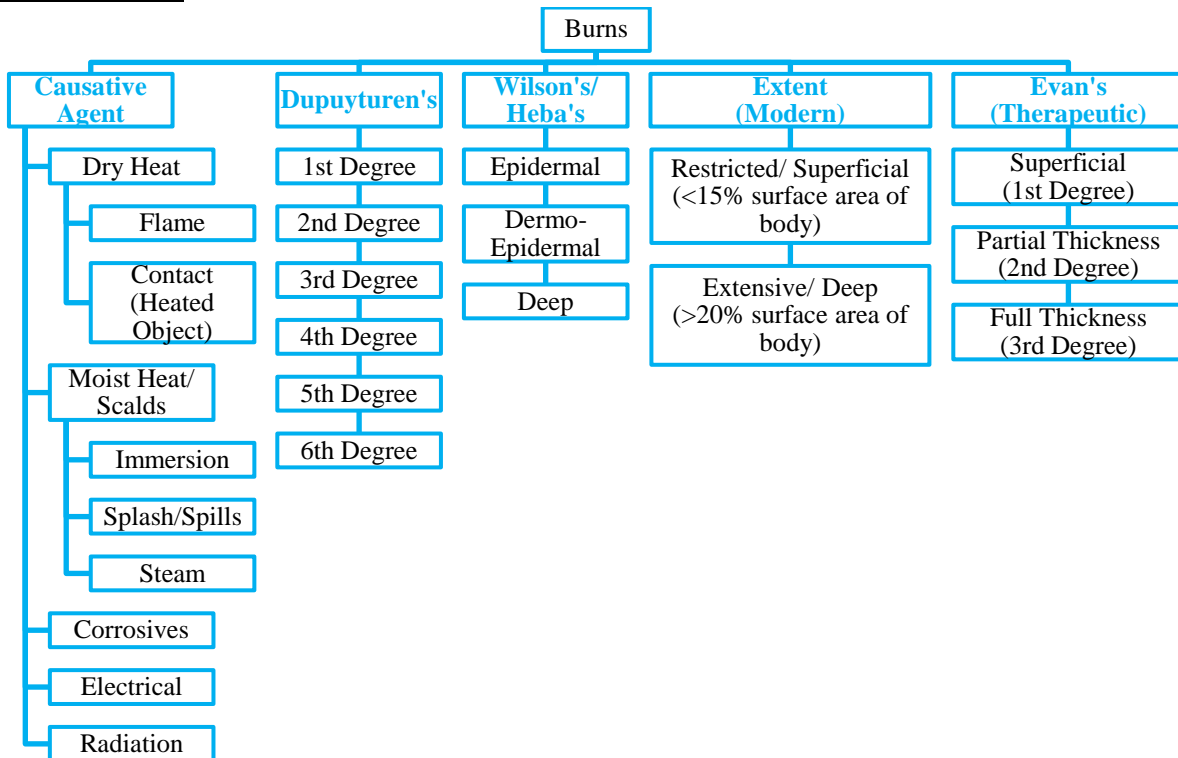 Burns
Causative
Agent
Dry Heat
Flame
Contact
(Heated
Object)
Moist Heat/
Scalds
Immersion
Splash/Spills
Steam
Corrosives
Electrical
Radiation
Dupuyturen's
1st Degree
2nd Degree
3rd Degree
4th Degree
5th Degree
6th Degree
Wilson's/
Heba's
Epidermal
Dermo-
Epidermal
Deep
Extent
(Modern)
Restricted/ Superficial
(<15% surface area of
body)
Extensive/ Deep
(>20% surface area of
body)
Evan's
(Therapeutic)
Superficial
(1st Degree)
Partial Thickness
(2nd Degree)
Full Thickness
(3rd Degree)